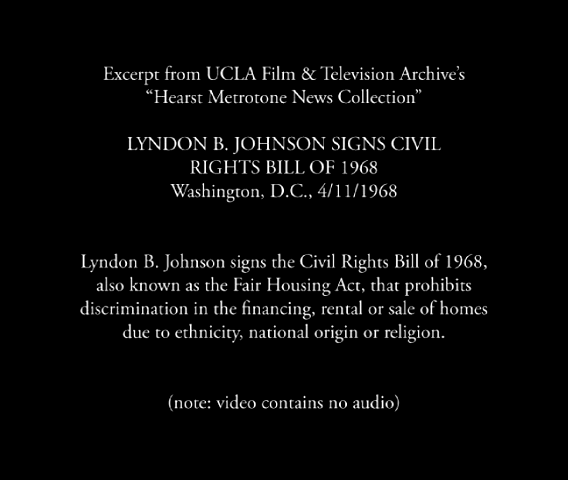 Excerpt from UCLA Film & Television Archive's
“Hearst Metrotone News Collection”
LYNDON B. JOHNSON SIGNS CIVIL
RIGHTS BILL OF 1968
Washington, D.C., 4/11/1968
Lyndon B. Johnson signs the Civil Rights Bill of 1968,
also known as the Fair Housing Act, that prohibits
discrimination in the financing, rental or sale of homes
due to ethnicity, national origin or religion.
(note: video contains no audio)